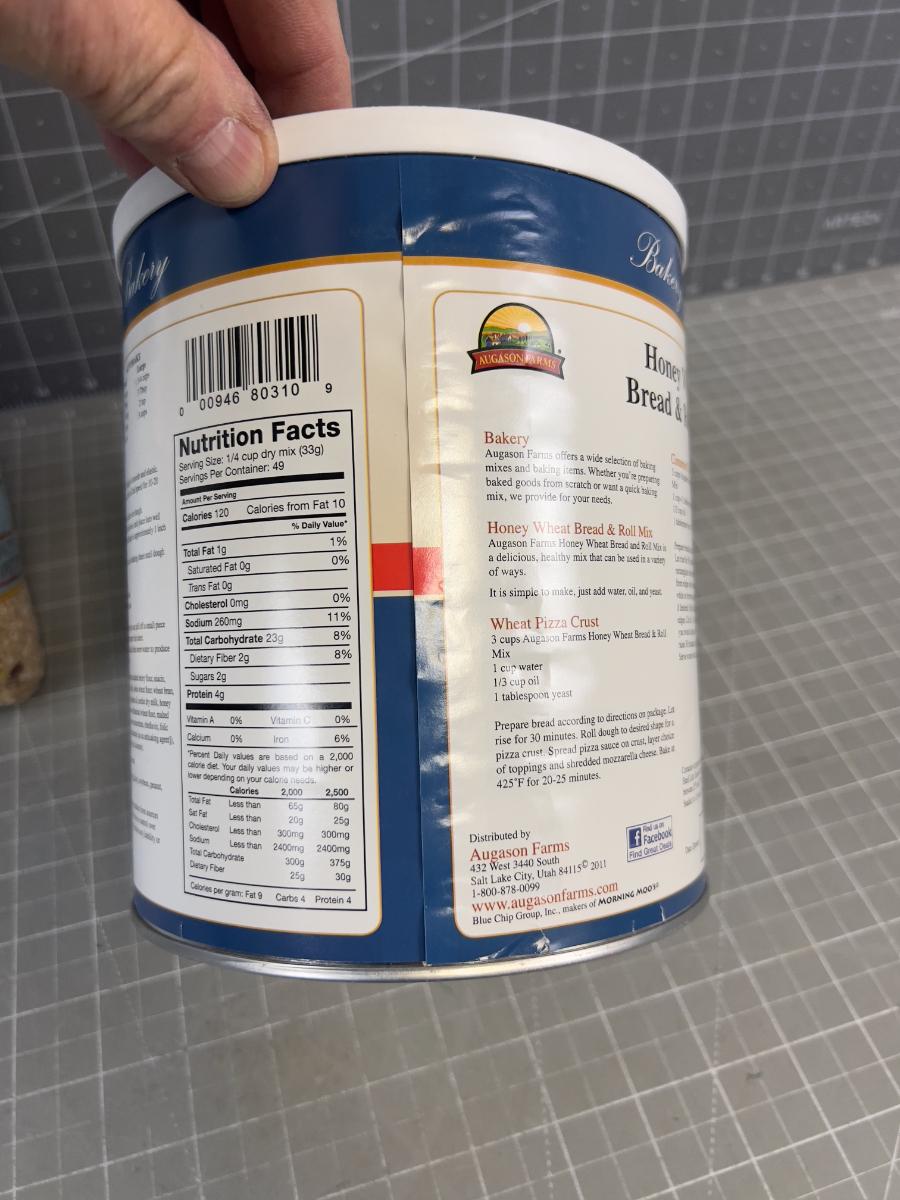 Bakery
0 00946 80310 9
Nutrition Facts
Serving Size: 1/4 cup dry mix (33g)
Servings Per Container: 49
Amount Per Serving
Calories 120 Calories from Fat 10
% Daily Value*
Total Fat 1g 1%
Saturated Fat 0g 0%
Trans Fat 0g
Cholesterol 0mg 0%
Sodium 260mg 11%
Total Carbohydrate 23g 8%
Dietary Fiber 2g 8%
Sugars 2g
Protein 4g
Vitamin A 0% Vitamin C 0%
Calcium 0% Iron 6%
*Percent Daily values are based on a 2,000
calorie diet. Your daily values may be higher or
lower depending on your calorie needs.
Calories 2,000 2,500
Total Fat Less than 65g 80g
Sat Fat Less than 20g 25g
Cholesterol Less than 300mg 300mg
Sodium Less than 2400mg 2400mg
Total Carbohydrate 300g 375g
Dietary Fiber 25g 30g
Calories per gram: Fat 9 Carbs 4 Protein 4
Bakery
AUGASON FARMS
Honey
Bread &
Bakery
Augason Farms offers a wide selection of baking
mixes and baking items. Whether you're preparing
baked goods from scratch or want a quick baking
mix, we provide for your needs.
Honey Wheat Bread & Roll Mix
Augason Farms Honey Wheat Bread and Roll Mix is
a delicious, healthy mix that can be used in a variety
of ways.
It is simple to make, just add water, oil, and yeast.
Wheat Pizza Crust
3 cups Augason Farms Honey Wheat Bread & Roll
Mix
1 cup water
1/3 cup oil
1 tablespoon yeast
Prepare bread according to directions on package. Let
rise for 30 minutes. Roll dough to desired shape for a
pizza crust. Spread pizza sauce on crust, layer choice
of toppings and shredded mozzarella cheese. Bake at
425°F for 20-25 minutes.
Distributed by
Augason Farms
432 West 3440 South
Salt Lake City, Utah 84115© 2011
1-800-878-0099
www.augasonfarms.com
Blue Chip Group, Inc., makers of MORNING MOO'S®
Find us on
Facebook
Find Great Deals